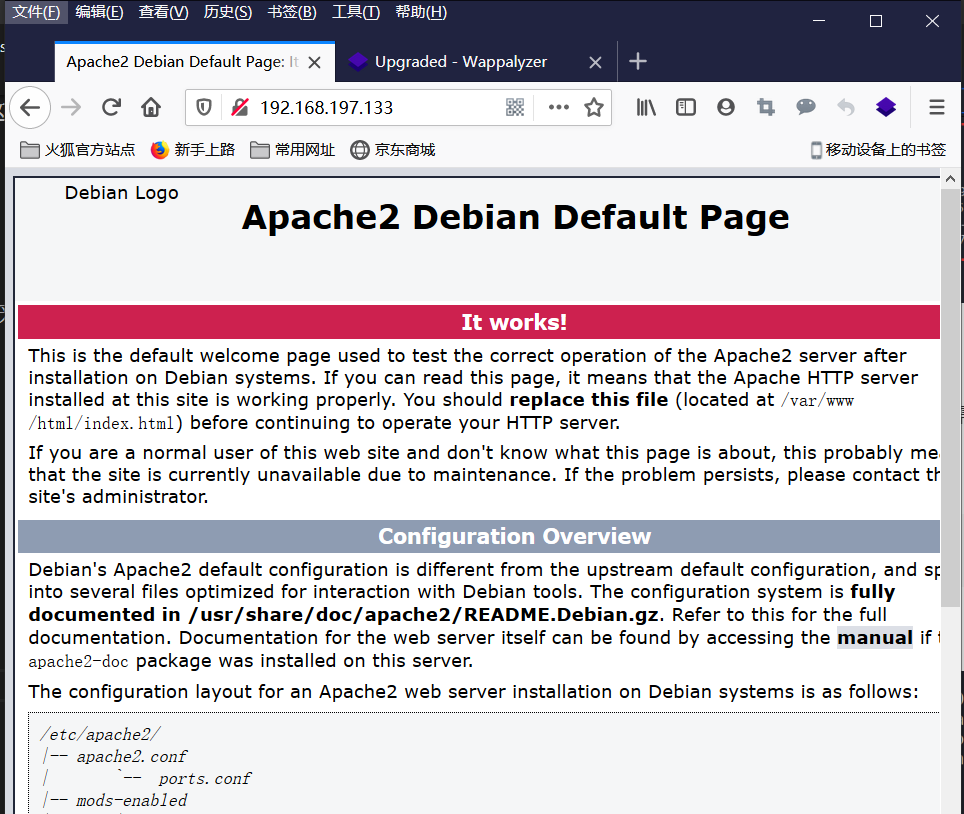 文件(F) 编辑(E) 查看(V) 历史(S) 书签(B) 工具(T) 帮助(H)
Apache2 Debian Default Page: It
Upgraded - Wappalyzer
192.168.197.133
火狐官方站点 新手上路 常用网址 京东商城 移动设备上的书签
Debian Logo
Apache2 Debian Default Page
It works!
This is the default welcome page used to test the correct operation of the Apache2 server after
installation on Debian systems. If you can read this page, it means that the Apache HTTP server
installed at this site is working properly. You should replace this file (located at /var/www
/html/index.html) before continuing to operate your HTTP server.
If you are a normal user of this web site and don't know what this page is about, this probably mea
that the site is currently unavailable due to maintenance. If the problem persists, please contact th
site's administrator.
Configuration Overview
Debian's Apache2 default configuration is different from the upstream default configuration, and sp
into several files optimized for interaction with Debian tools. The configuration system is fully
documented in /usr/share/doc/apache2/README.Debian.gz. Refer to this for the full
documentation. Documentation for the web server itself can be found by accessing the manual if t
apache2-doc package was installed on this server.
The configuration layout for an Apache2 web server installation on Debian systems is as follows:
/etc/apache2/
|-- apache2.conf
|       `--  ports.conf
|-- mods-enabled